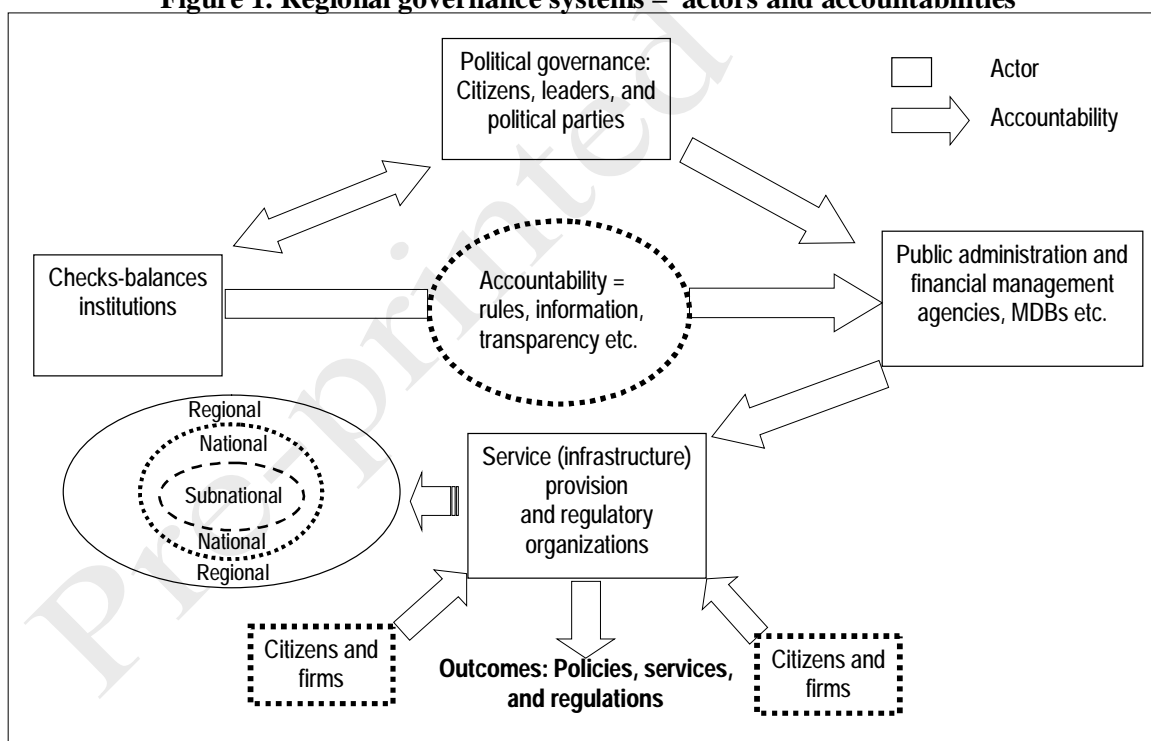 Figure 1. Regional governance systems – actors and accountabilities
Political governance:
Citizens, leaders, and
political parties
Actor
Accountability
Checks-balances
institutions
Accountability =
rules, information,
transparency etc.
Public administration and
financial management
agencies, MDBs etc.
Regional
National
Subnational
National
Regional
Service (infrastructure)
provision
and regulatory
organizations
Citizens and
firms
Outcomes: Policies, services,
and regulations
Citizens and
firms
Pre-printed